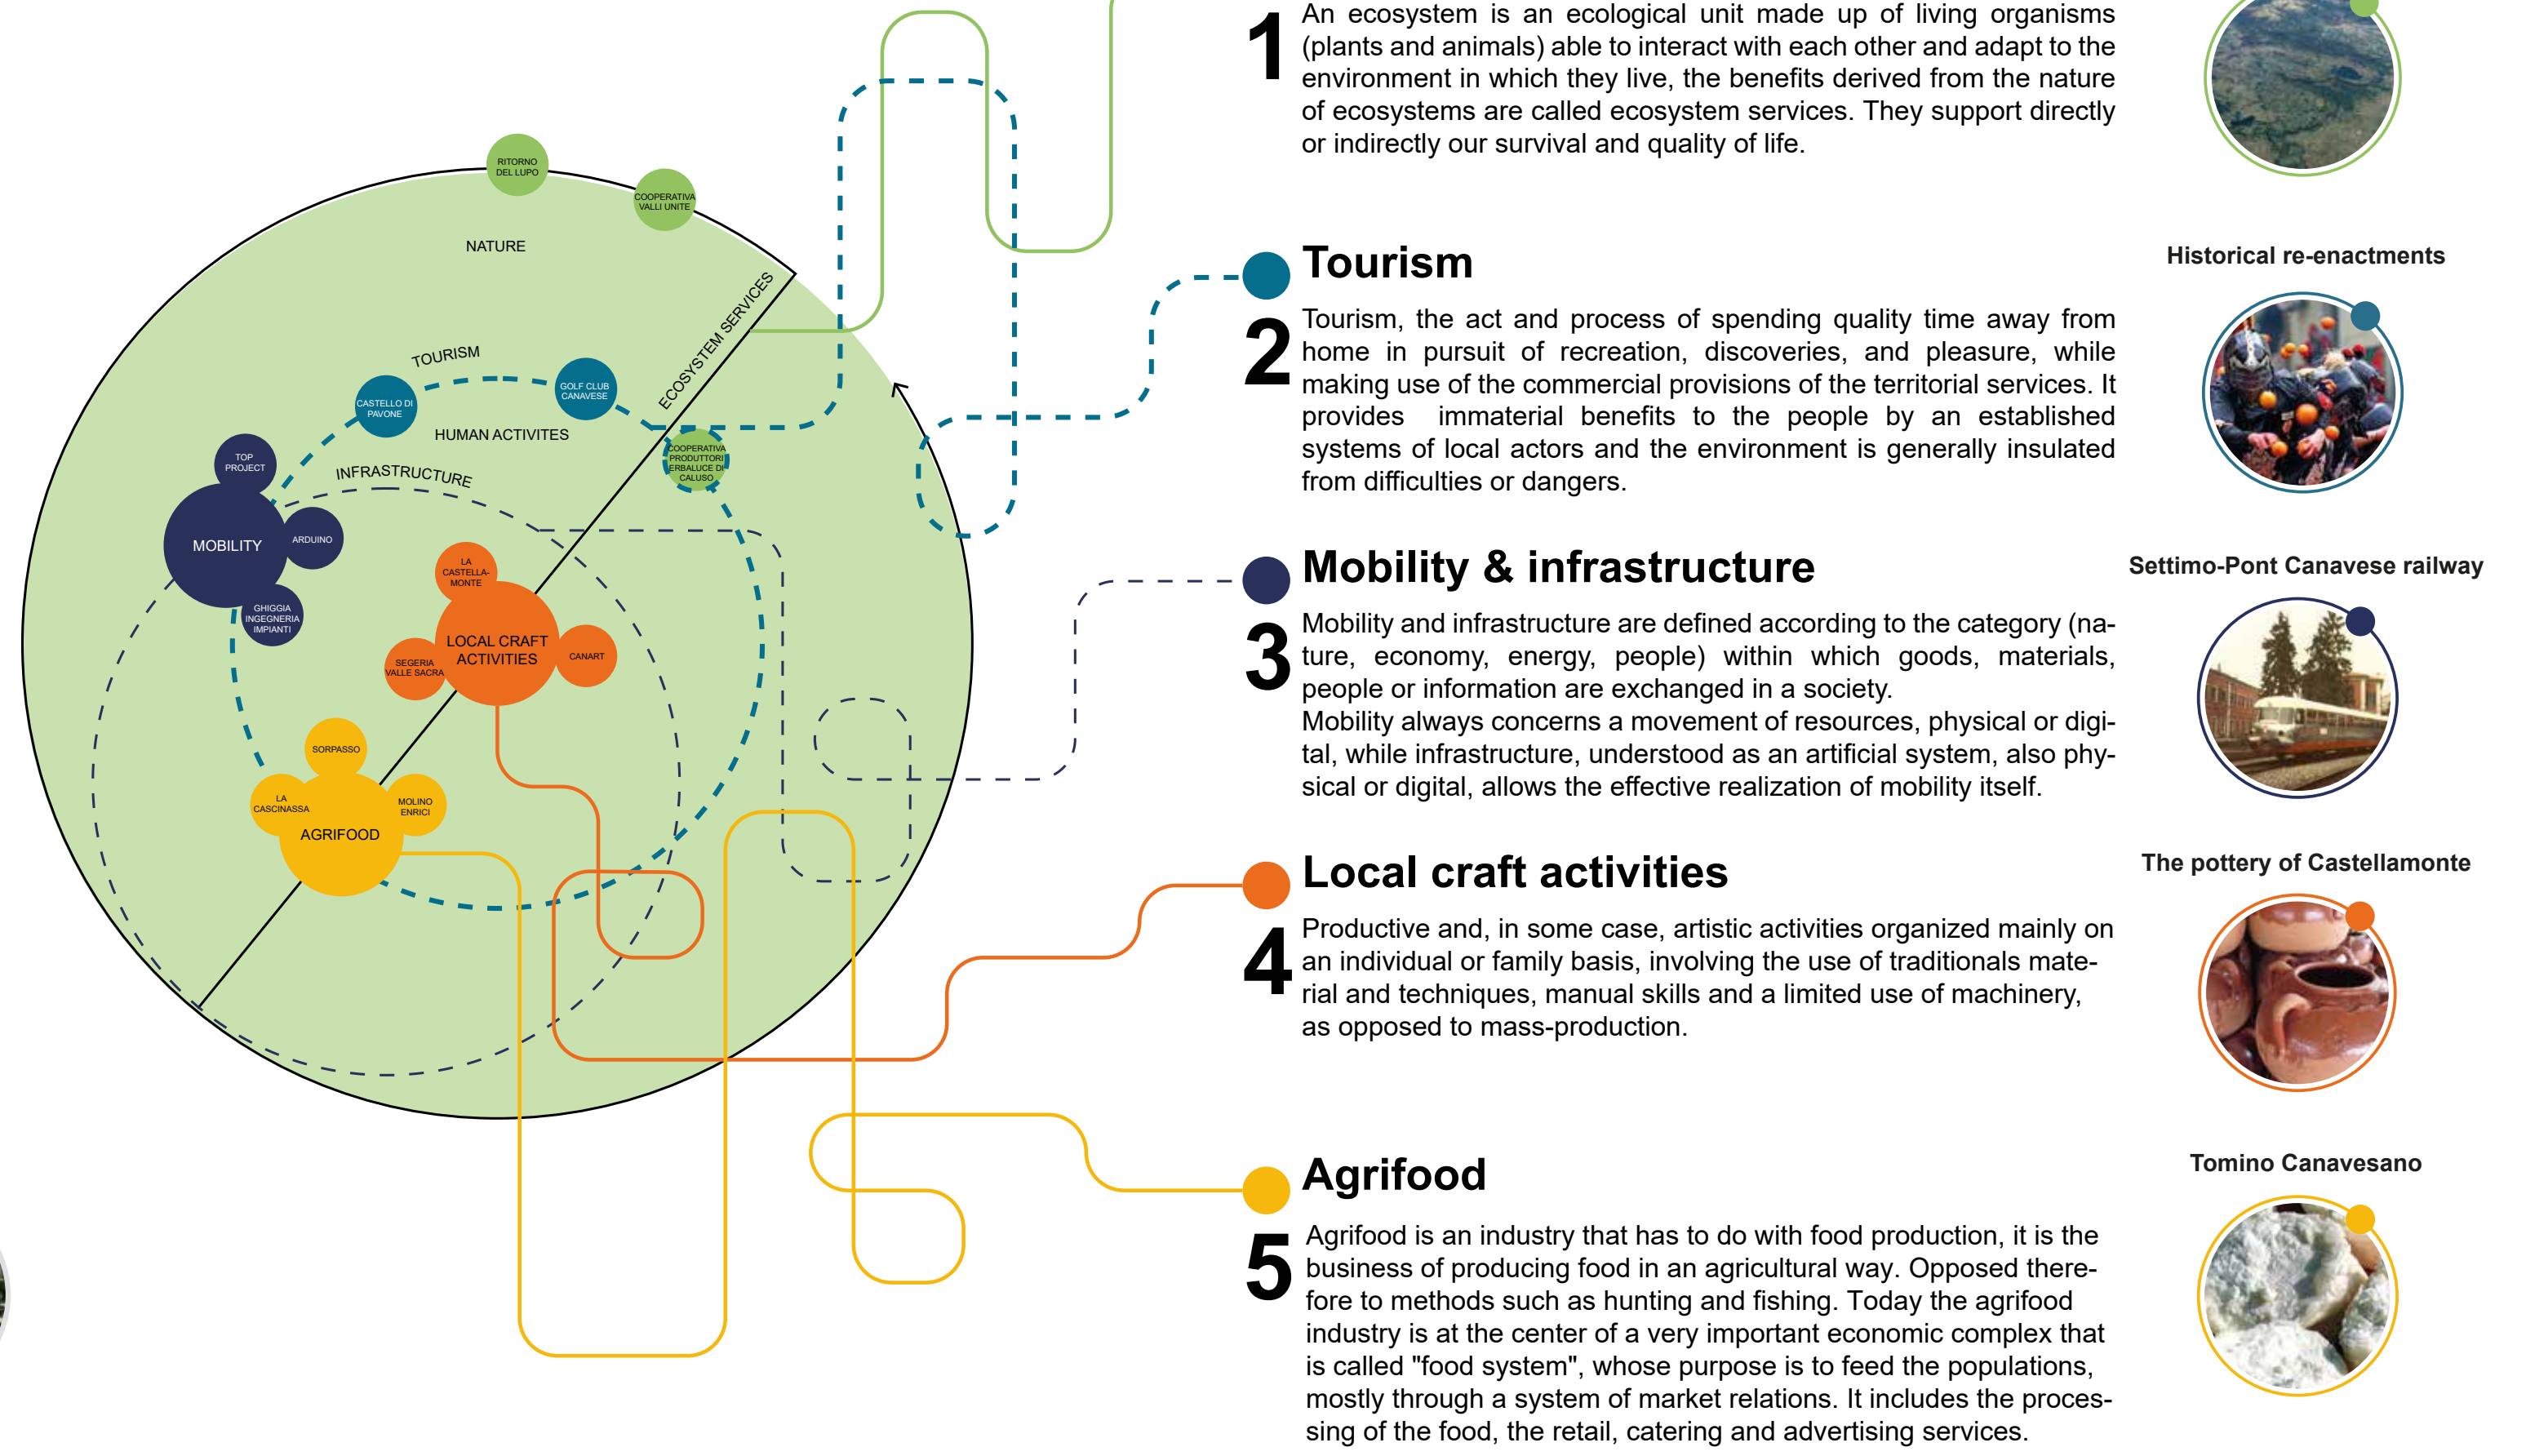 RITORNO
DEL LUPO
COOPERATIVA
VALLI UNITE
NATURE
ECOSYSTEM SERVICES
TOURISM
GOLF CLUB
CANAVESE
CASTELLO DI
PAVONE
HUMAN ACTIVITES
COOPERATIVA
PRODUTTORI
ERBALUCE DI
CALUSO
TOP
PROJECT
INFRASTRUCTURE
MOBILITY
ARDUINO
GHIGGIA
INGEGNERIA
IMPIANTI
LA
CASTELLA-
MONTE
LOCAL CRAFT
ACTIVITIES
CANART
SEGERIA
VALLE SACRA
SORPASSO
LA
CASCINASSA
MOLINO
ENRICI
AGRIFOOD
1
An ecosystem is an ecological unit made up of living organisms
(plants and animals) able to interact with each other and adapt to the
environment in which they live, the benefits derived from the nature
of ecosystems are called ecosystem services. They support directly
or indirectly our survival and quality of life.
Tourism
2
Tourism, the act and process of spending quality time away from
home in pursuit of recreation, discoveries, and pleasure, while
making use of the commercial provisions of the territorial services. It
provides immaterial benefits to the people by an established
systems of local actors and the environment is generally insulated
from difficulties or dangers.
Historical re-enactments
Mobility & infrastructure
3
Mobility and infrastructure are defined according to the category (na-
ture, economy, energy, people) within which goods, materials,
people or information are exchanged in a society.
Mobility always concerns a movement of resources, physical or digi-
tal, while infrastructure, understood as an artificial system, also phy-
sical or digital, allows the effective realization of mobility itself.
Settimo-Pont Canavese railway
Local craft activities
4
Productive and, in some case, artistic activities organized mainly on
an individual or family basis, involving the use of traditionals mate-
rial and techniques, manual skills and a limited use of machinery,
as opposed to mass-production.
The pottery of Castellamonte
Agrifood
5
Agrifood is an industry that has to do with food production, it is the
business of producing food in an agricultural way. Opposed there-
fore to methods such as hunting and fishing. Today the agrifood
industry is at the center of a very important economic complex that
is called "food system", whose purpose is to feed the populations,
mostly through a system of market relations. It includes the proces-
sing of the food, the retail, catering and advertising services.
Tomino Canavesano